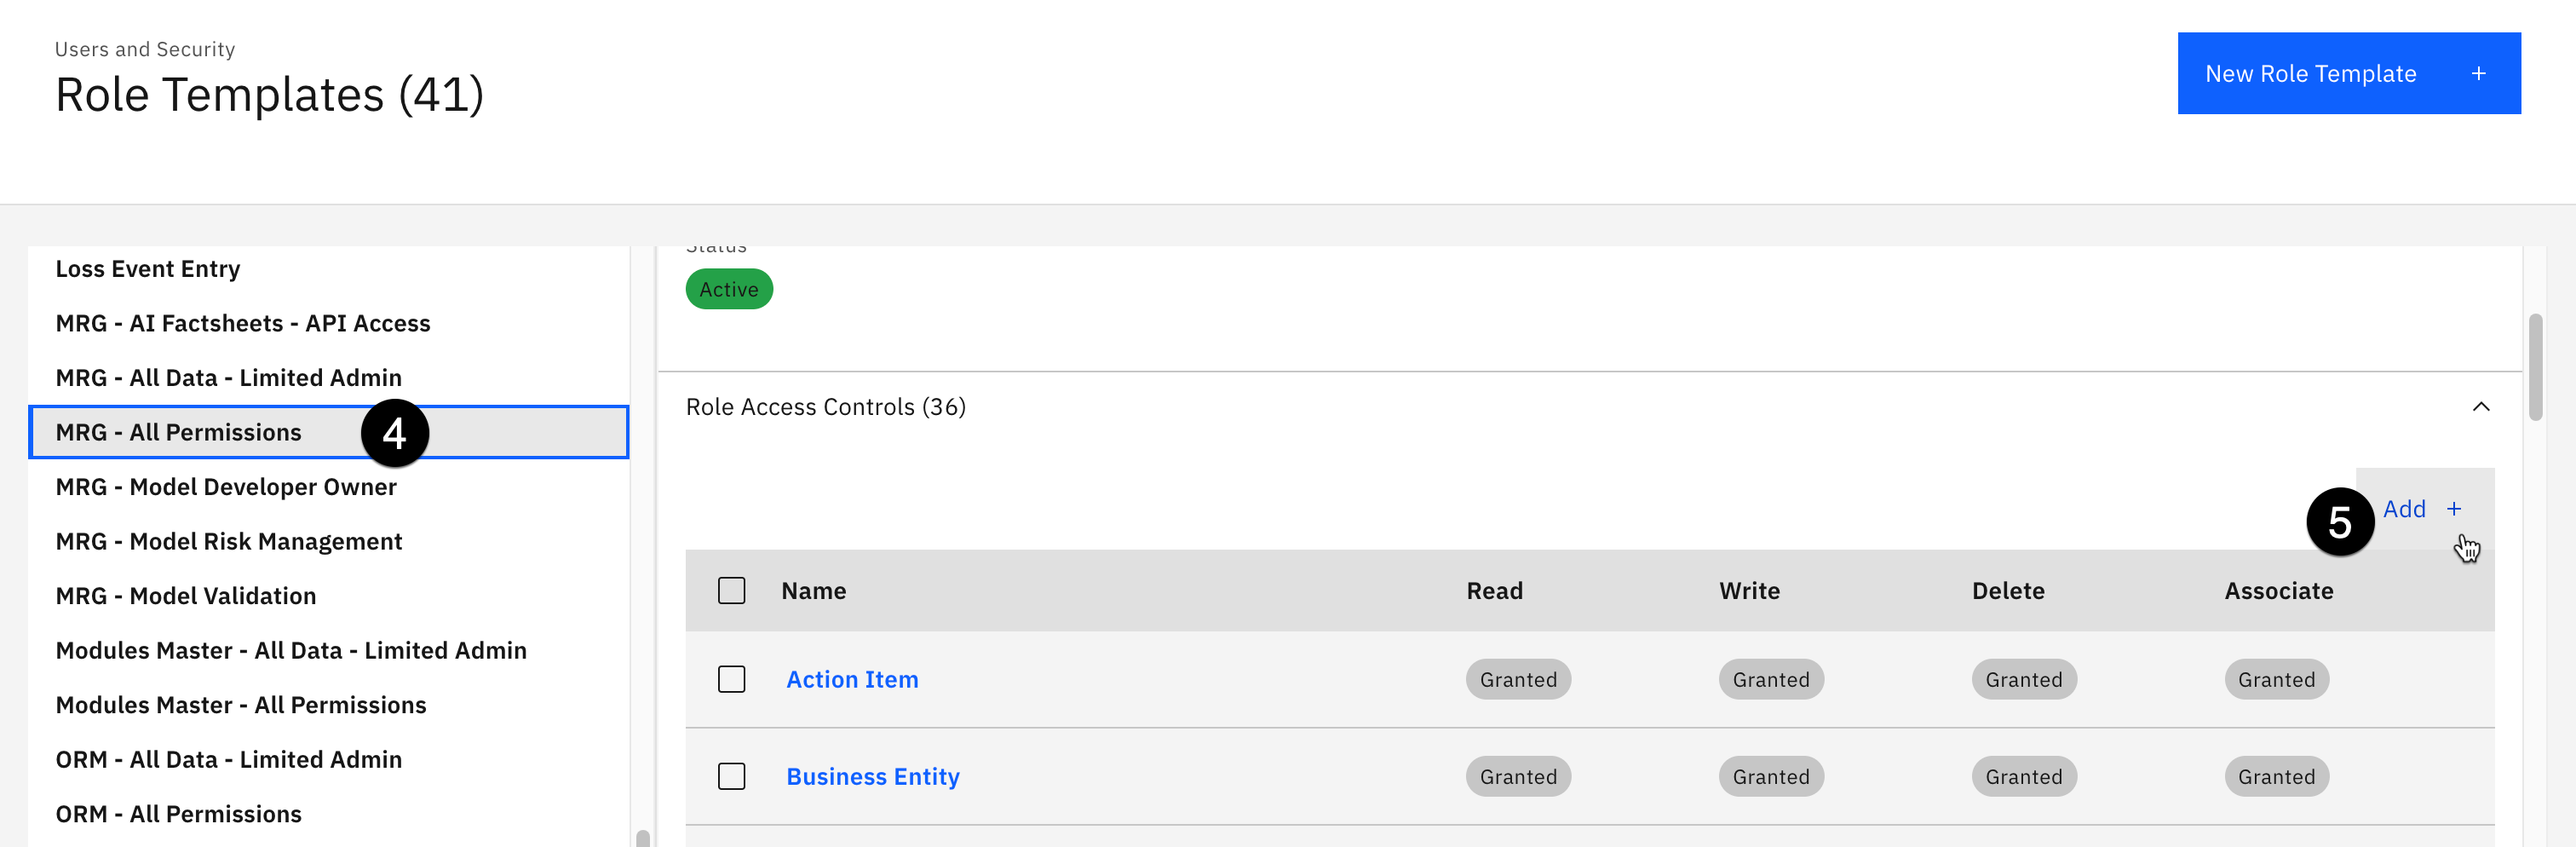 Users and Security
Role Templates (41)
New Role Template +
Loss Event Entry
MRG - AI Factsheets - API Access
MRG - All Data - Limited Admin
MRG - All Permissions
4
MRG - Model Developer Owner
MRG - Model Risk Management
MRG - Model Validation
Modules Master - All Data - Limited Admin
Modules Master - All Permissions
ORM - All Data - Limited Admin
ORM - All Permissions
Status
Active
Role Access Controls (36)
5
Add +
Name Read Write Delete Associate
Action Item Granted Granted Granted Granted
Business Entity Granted Granted Granted Granted